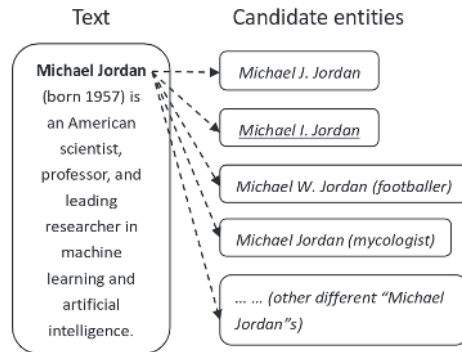 Text
Candidate entities
Michael Jordan
(born 1957) is
an American
scientist,
professor, and
leading
researcher in
machine
learning and
artificial
intelligence.
Michael J. Jordan
Michael I. Jordan
Michael W. Jordan (footballer)
Michael Jordan (mycologist)
... ... (other different “Michael
Jordan”s)